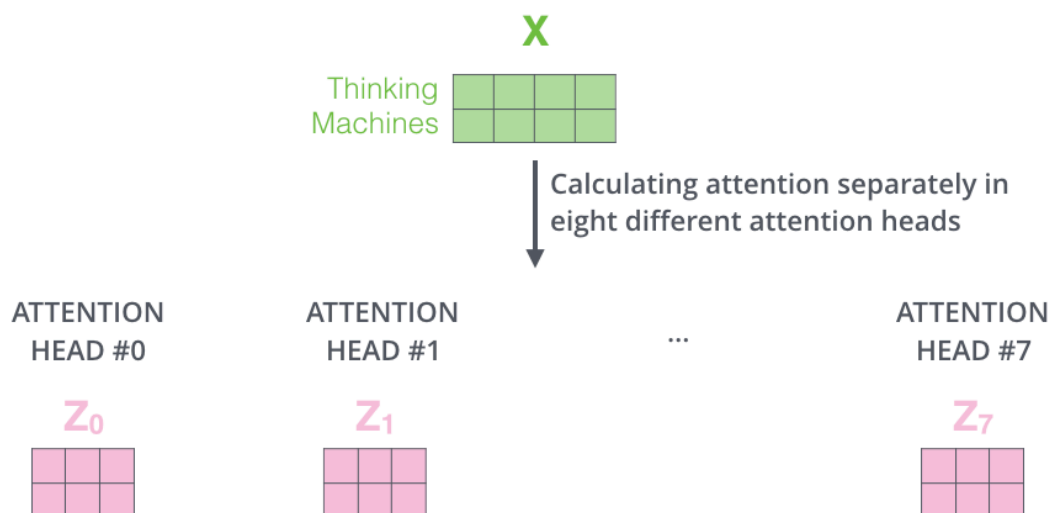 X
Thinking
Machines
Calculating attention separately in
eight different attention heads
ATTENTION
HEAD #0
ATTENTION
HEAD #1
...
ATTENTION
HEAD #7
Z₀
Z₁
Z₇